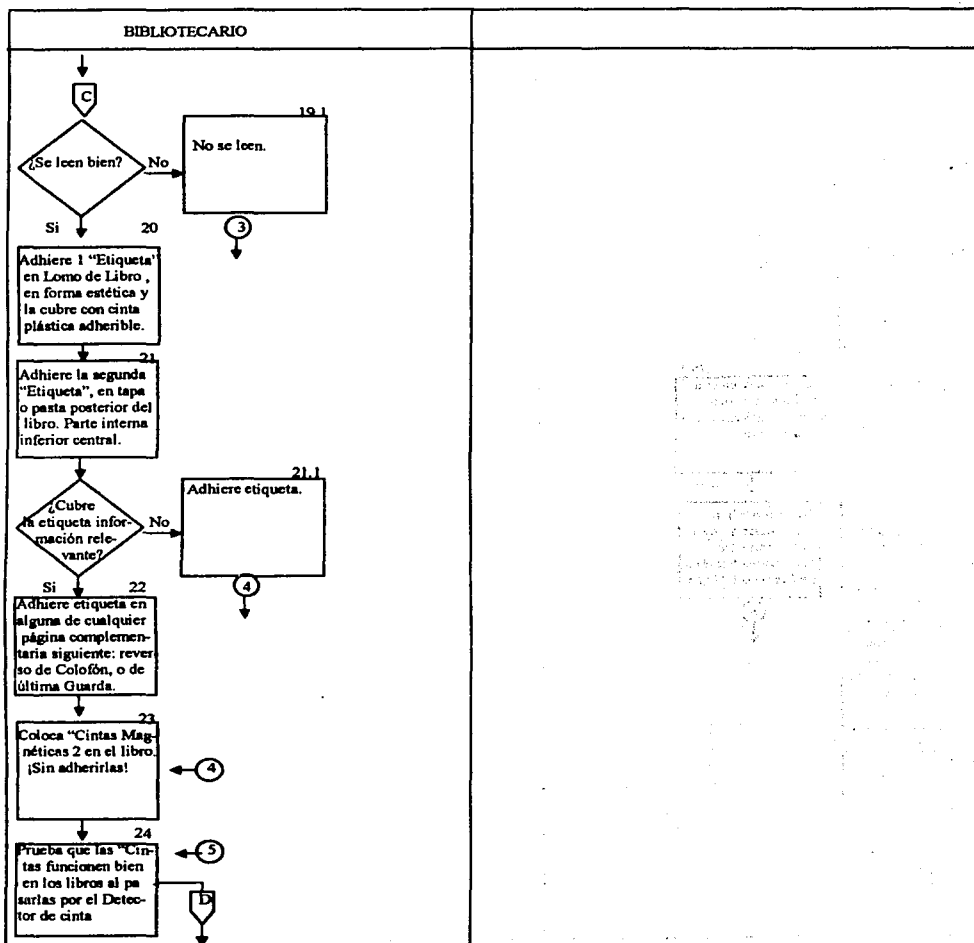 BIBLIOTECARIO
C
¿Se leen bien?
No
19.1
No se leen.
3
Si
20
Adhiere 1 “Etiqueta”
en Lomo de Libro ,
en forma estética y
la cubre con cinta
plástica adherible.
21
Adhiere la segunda
“Etiqueta”, en tapa
o pasta posterior del
libro. Parte interna
inferior central.
¿Cubre
la etiqueta infor-
mación rele-
vante?
No
21.1
Adhiere etiqueta.
4
Si
22
Adhiere etiqueta en
alguna de cualquier
página complemen-
taria siguiente: rever
so de Colofón, o de
última Guarda.
23
Coloca “Cintas Mag-
néticas 2 en el libro.
¡Sin adherirlas!
4
24
Prueba que las “Cin-
tas funcionen bien
en los libros al pa
sarlas por el Detec-
tor de cinta
5
D